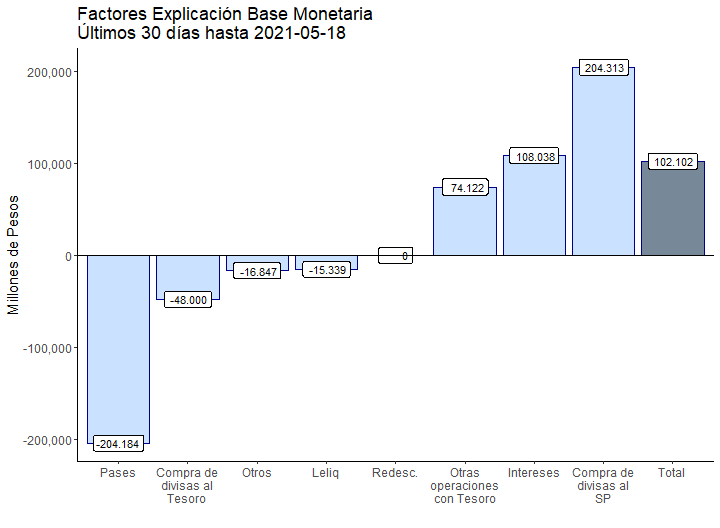 Factores Explicación Base Monetaria
Últimos 30 días hasta 2021-05-18
Millones de Pesos
200,000
100,000
0
-100,000
-200,000
-204.184
-48.000
-16.847
-15.339
0
74.122
108.038
204.313
102.102
Pases
Compra de
divisas al
Tesoro
Otros
Leliq
Redesc.
Otras
operaciones
con Tesoro
Intereses
Compra de
divisas al
SP
Total